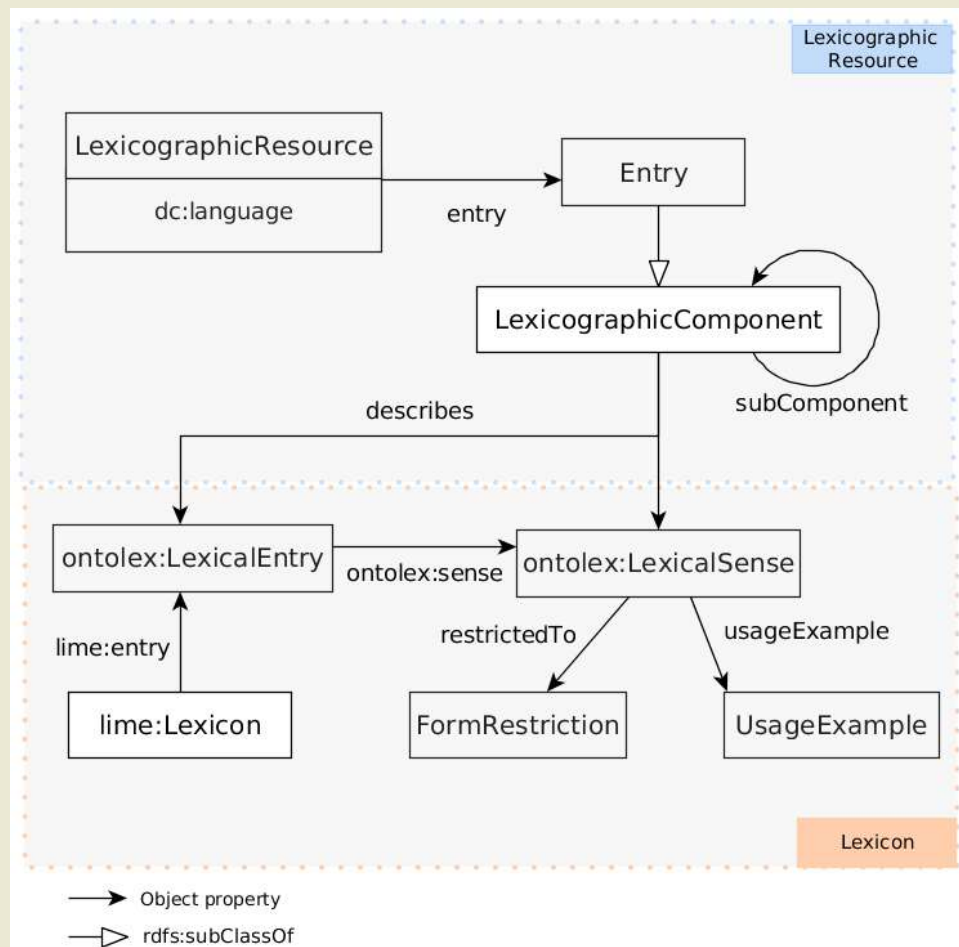 Lexicographic
Resource
LexicographicResource
dc:language
entry
Entry
LexicographicComponent
subComponent
describes
ontolex:LexicalEntry
ontolex:sense
ontolex:LexicalSense
lime:entry
restrictedTo
usageExample
lime:Lexicon
FormRestriction
UsageExample
Lexicon
Object property
rdfs:subClassOf